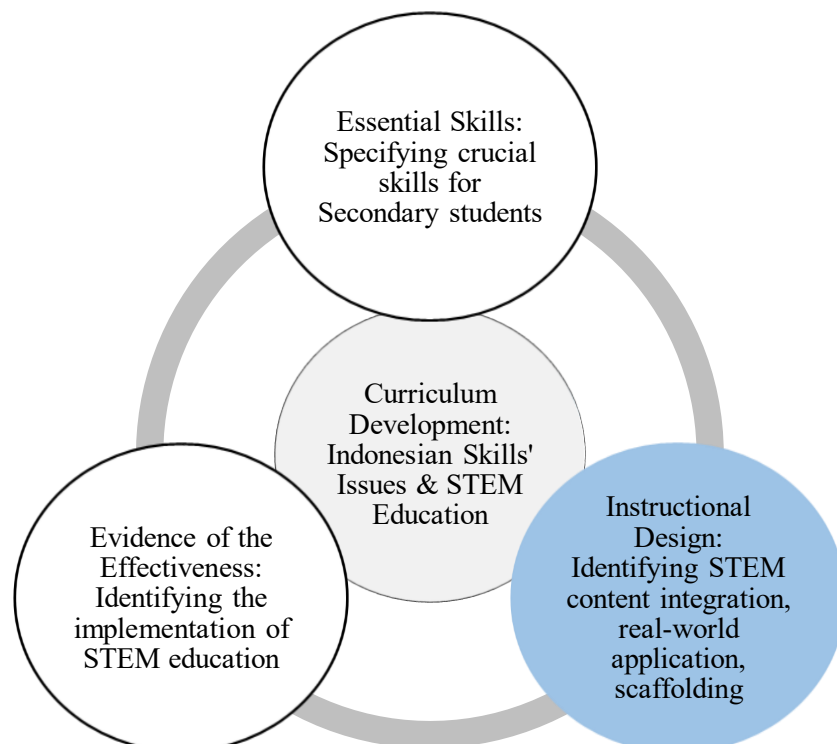 Essential Skills:
Specifying crucial
skills for
Secondary students
Curriculum
Development:
Indonesian Skills'
Issues & STEM
Education
Evidence of the
Effectiveness:
Identifying the
implementation of
STEM education
Instructional
Design:
Identifying STEM
content integration,
real-world
application,
scaffolding